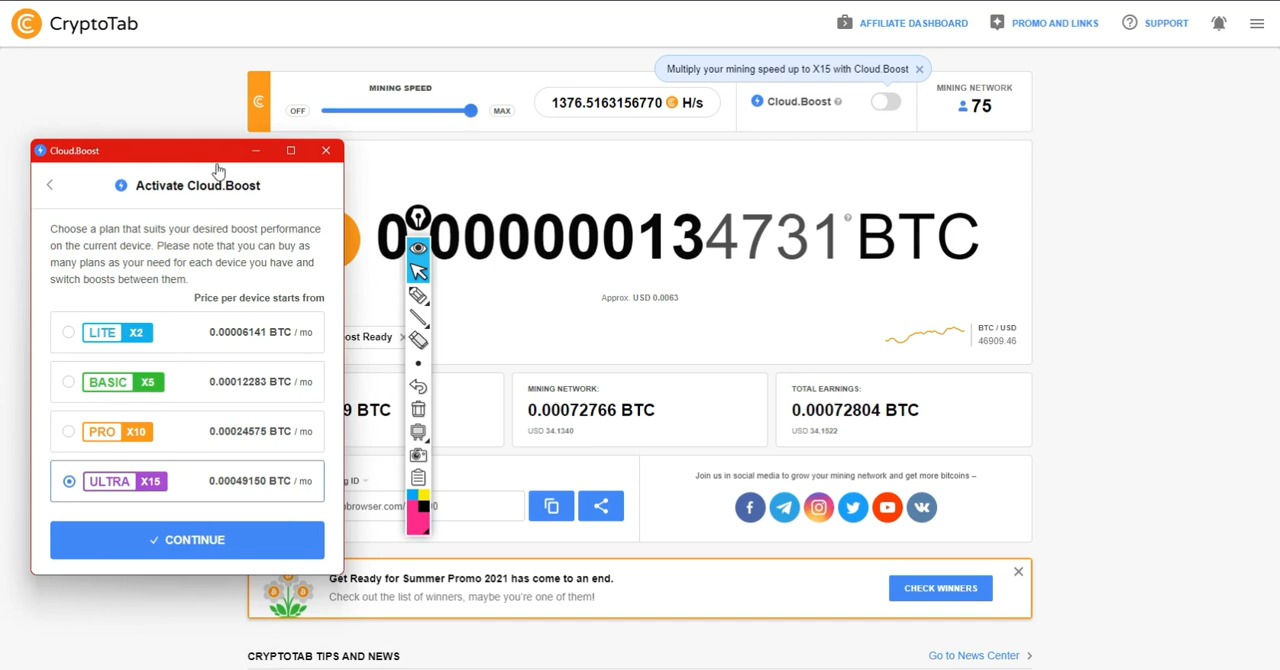 CryptoTab
AFFILIATE DASHBOARD
PROMO AND LINKS
SUPPORT
Multiply your mining speed up to X15 with Cloud.Boost
MINING SPEED
OFF
MAX
1376.5163156770 H/s
Cloud.Boost
MINING NETWORK
75
Cloud.Boost
Activate Cloud.Boost
Choose a plan that suits your desired boost performance
on the current device. Please note that you can buy as
many plans as your need for each device you have and
switch boosts between them.
Price per device starts from
LITE X2 0.00006141 BTC / mo
BASIC X5 0.00012283 BTC / mo
PRO X10 0.00024575 BTC / mo
ULTRA X15 0.00049150 BTC / mo
CONTINUE
BTC
Approx. USD 0.0063
ost Ready
BTC / USD
46909.46
9 BTC
MINING NETWORK:
0.00072766 BTC
USD 34.1340
TOTAL EARNINGS:
0.00072804 BTC
USD 34.1522
g ID
Join us in social media to grow your mining network and get more bitcoins –
Get Ready for Summer Promo 2021 has come to an end.
Check out the list of winners, maybe you're one of them!
CHECK WINNERS
CRYPTOTAB TIPS AND NEWS
Go to News Center